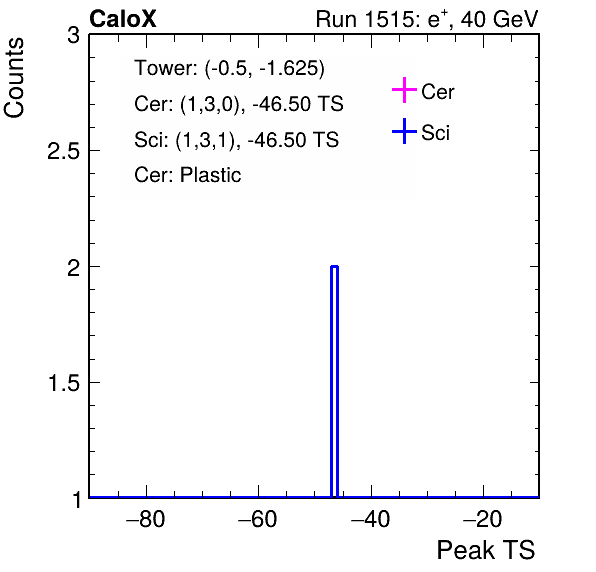 CaloX Run 1515: e⁺, 40 GeV
Counts
3
2.5
2
1.5
1
Tower: (-0.5, -1.625)
Cer: (1,3,0), -46.50 TS
Sci: (1,3,1), -46.50 TS
Cer: Plastic
Cer
Sci
−80 −60 −40 −20
Peak TS